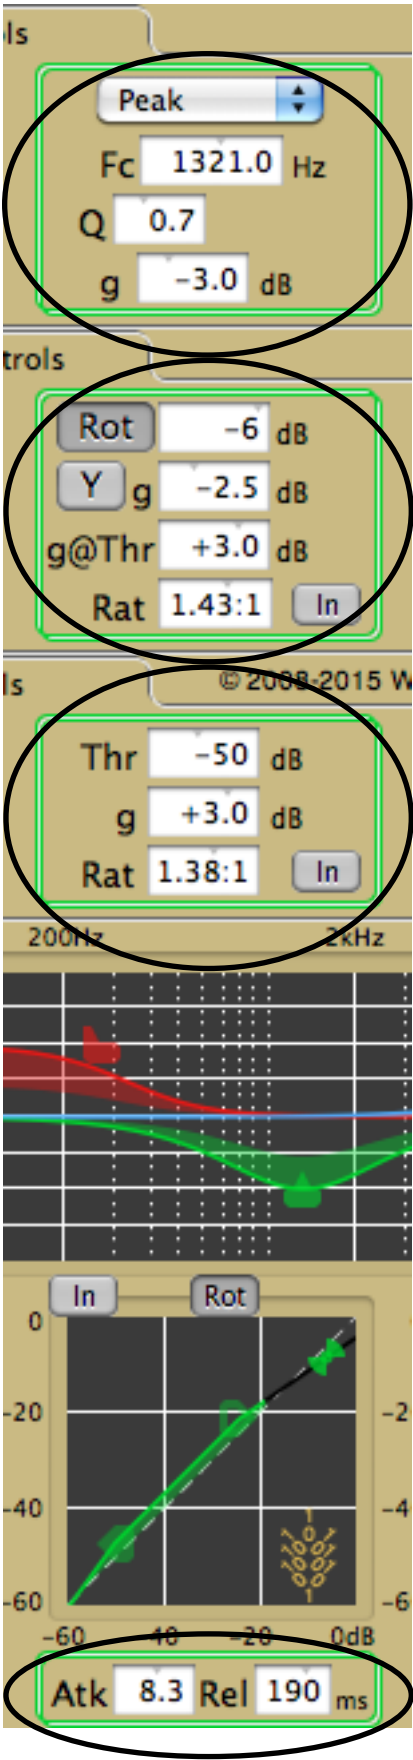 ls
Peak
Fc 1321.0 Hz
Q 0.7
g -3.0 dB
trols
Rot -6 dB
Y g -2.5 dB
g@Thr +3.0 dB
Rat 1.43:1 In
ls © 2008-2015 W
Thr -50 dB
g +3.0 dB
Rat 1.38:1 In
200Hz 2kHz
In Rot
0
-20 -2
-40 -4
-60 -6
-60 -40 -20 0dB
Atk 8.3 Rel 190 ms